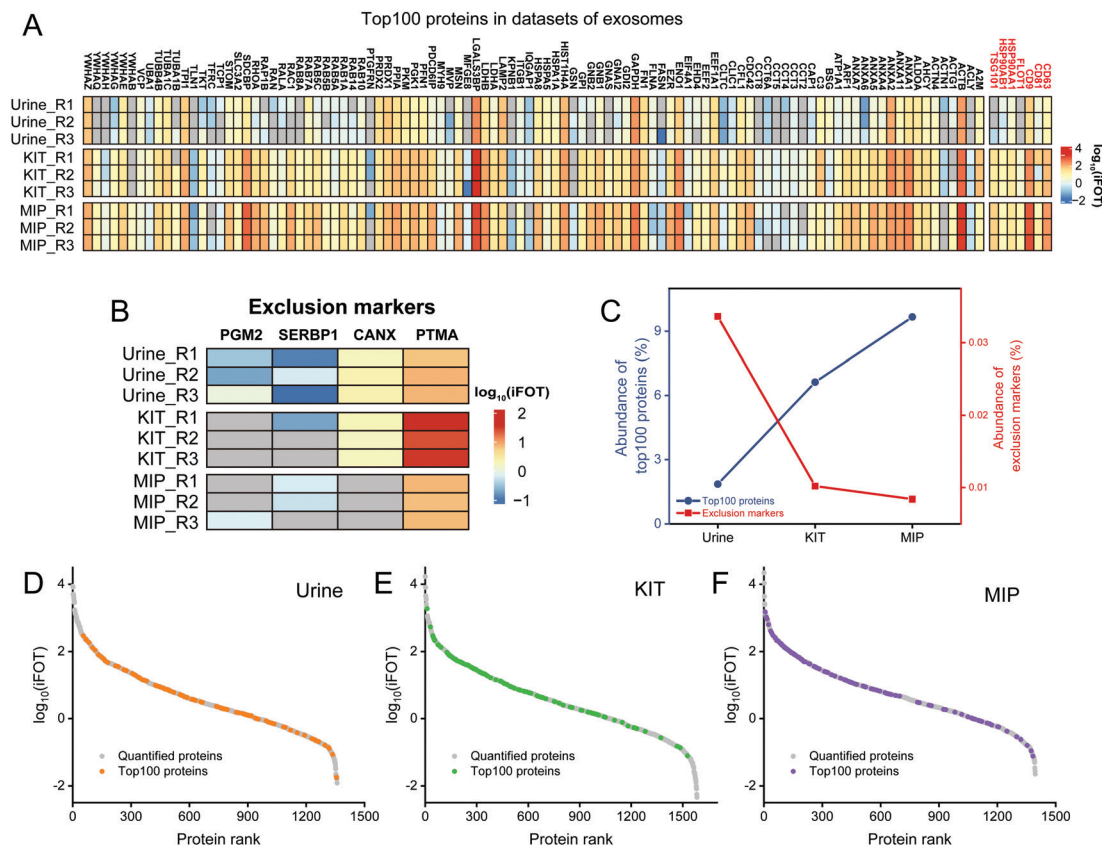 A
Top100 proteins in datasets of exosomes
YWHAZ YWHAQ YWHAH YWHAG YWHAE YWHAB VCP UBA1 TUBB4B TUBA1C TUBA1B TPI1 TLN1 TKT TFRC TCP1 STOM SLC3A2 SDCBP RHOA RAP1B RAN RALA RAC1 RAB8A RAB7A RAB5C RAB5B RAB5A RAB1A RAB14 RAB10 PTGFRN PRDX2 PRDX1 PPIA PKM PGK1 PFN1 PDCD6IP MYH9 MVP MSN MFGE8 LGALS3BP LDHB LDHA LAMP2 KPNB1 ITGB1 IQGAP1 HSPA8 HSPA5 HSPA1A HIST1H4A GSN GPI GNB2 GNB1 GNAS GNAI2 GDI2 GAPDH FN1 FLNA FASN EZR ENO1 EIF4A1 EHD4 EEF2 EEF1A1 CLTC CLIC1 CFL1 CDC42 CCT8 CCT6A CCT5 CCT4 CCT3 CCT2 CAP1 C3 BSG ATP1A1 ARF1 ANXA7 ANXA6 ANXA5 ANXA4 ANXA2 ANXA11 ANXA1 ALDOA ALB ACTN4 ACTN1 ACTB ACLY A2M
TSG101 HSP90AB1 HSP90AA1 FLOT1 CD9 CD81 CD63
Urine_R1
Urine_R2
Urine_R3
KIT_R1
KIT_R2
KIT_R3
MIP_R1
MIP_R2
MIP_R3
4
2
0
−2
log10(iFOT)
B
Exclusion markers
PGM2 SERBP1 CANX PTMA
Urine_R1
Urine_R2
Urine_R3
KIT_R1
KIT_R2
KIT_R3
MIP_R1
MIP_R2
MIP_R3
log10(iFOT)
2
1
0
−1
C
Abundance of
top100 proteins (%)
9
6
3
0
Top100 proteins
Exclusion markers
Urine KIT MIP
0.03
0.02
0.01
Abundance of
exclusion markers (%)
D
Urine
log10(iFOT)
4
2
0
-2
Quantified proteins
Top100 proteins
0 300 600 900 1200 1500
Protein rank
E
KIT
log10(iFOT)
4
2
0
-2
Quantified proteins
Top100 proteins
0 300 600 900 1200 1500
Protein rank
F
MIP
log10(iFOT)
4
2
0
-2
Quantified proteins
Top100 proteins
0 300 600 900 1200 1500
Protein rank